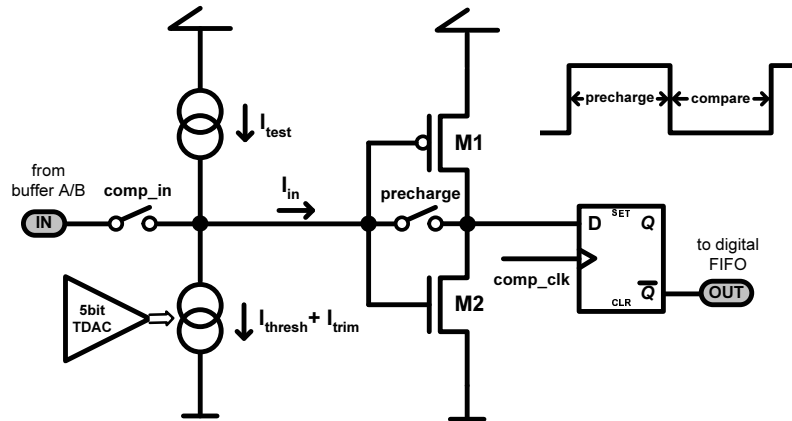 precharge
compare
M1
I_test
from
buffer A/B
comp_in
I_in
precharge
IN
D
SET
Q
to digital
FIFO
5bit
TDAC
comp_clk
Q
OUT
I_thresh + I_trim
M2
CLR